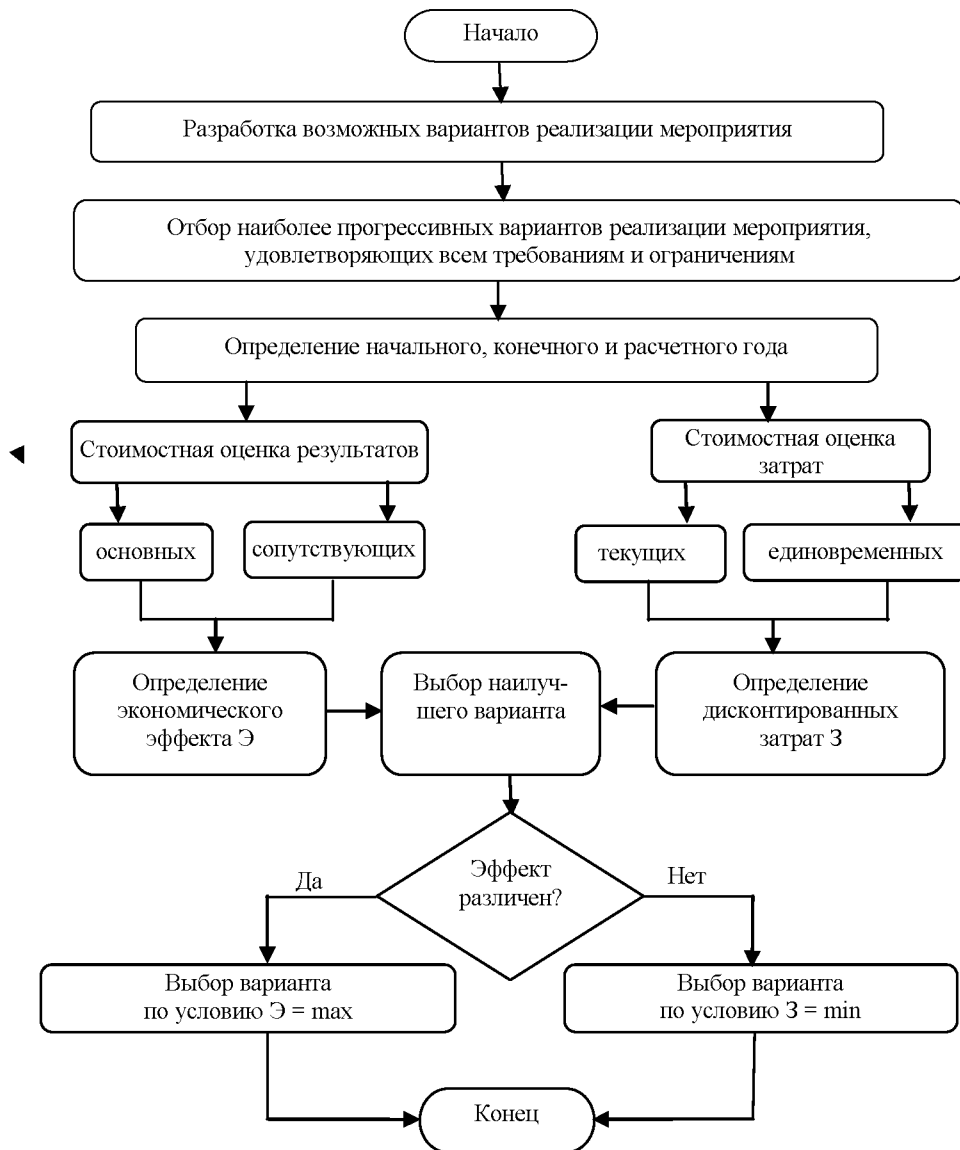 Начало
Разработка возможных вариантов реализации мероприятия
Отбор наиболее прогрессивных вариантов реализации мероприятия,
удовлетворяющих всем требованиям и ограничениям
Определение начального, конечного и расчетного года
Стоимостная оценка результатов
Стоимостная оценка
затрат
основных
сопутствующих
текущих
единовременных
Определение
экономического
эффекта Э
Выбор наилуч-
шего варианта
Определение
дисконтированных
затрат З
Эффект
различен?
Да
Нет
Выбор варианта
по условию Э = max
Выбор варианта
по условию З = min
Конец